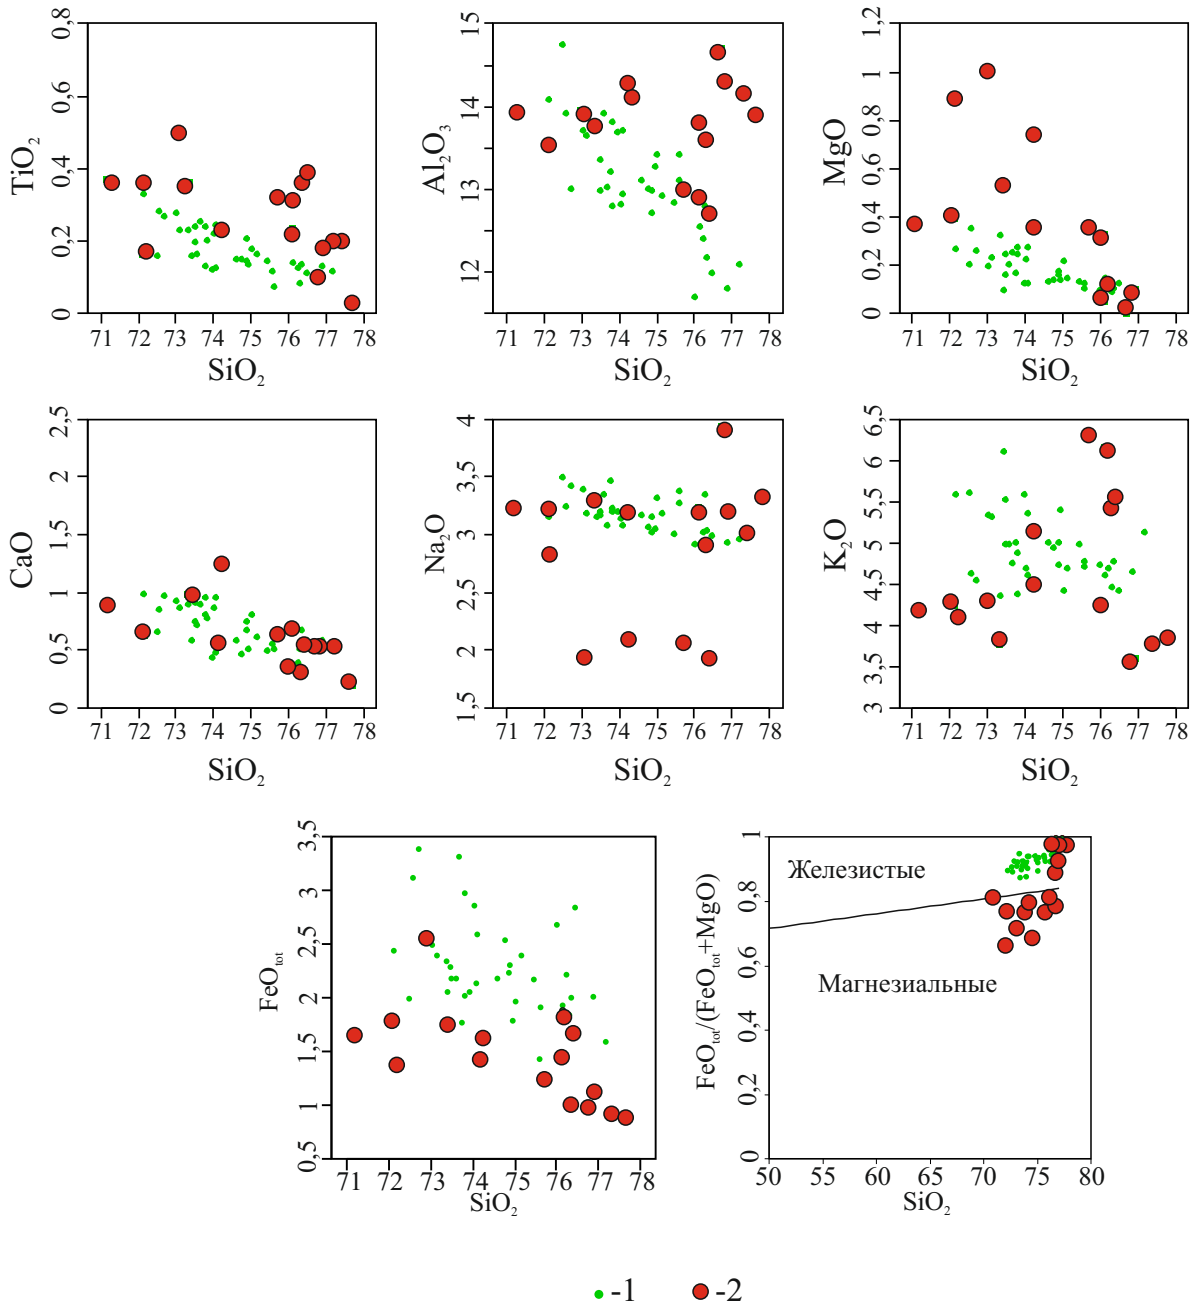 TiO₂
0 0,2 0,4 0,6 0,8
71 72 73 74 75 76 77 78
SiO₂
Al₂O₃
12 13 14 15
71 72 73 74 75 76 77 78
SiO₂
MgO
0 0,2 0,4 0,6 0,8 1 1,2
71 72 73 74 75 76 77 78
SiO₂
CaO
0 0,5 1 1,5 2 2,5
71 72 73 74 75 76 77 78
SiO₂
Na₂O
1,5 2 2,5 3 3,5 4
71 72 73 74 75 76 77 78
SiO₂
K₂O
3 3,5 4 4,5 5 5,5 6 6,5
71 72 73 74 75 76 77 78
SiO₂
FeOtot
0,5 1 1,5 2 2,5 3 3,5
71 72 73 74 75 76 77 78
SiO₂
FeOtot/(FeOtot+MgO)
0 0,2 0,4 0,6 0,8 1
Железистые
Магнезиальные
50 55 60 65 70 75 80
SiO₂
-1 -2